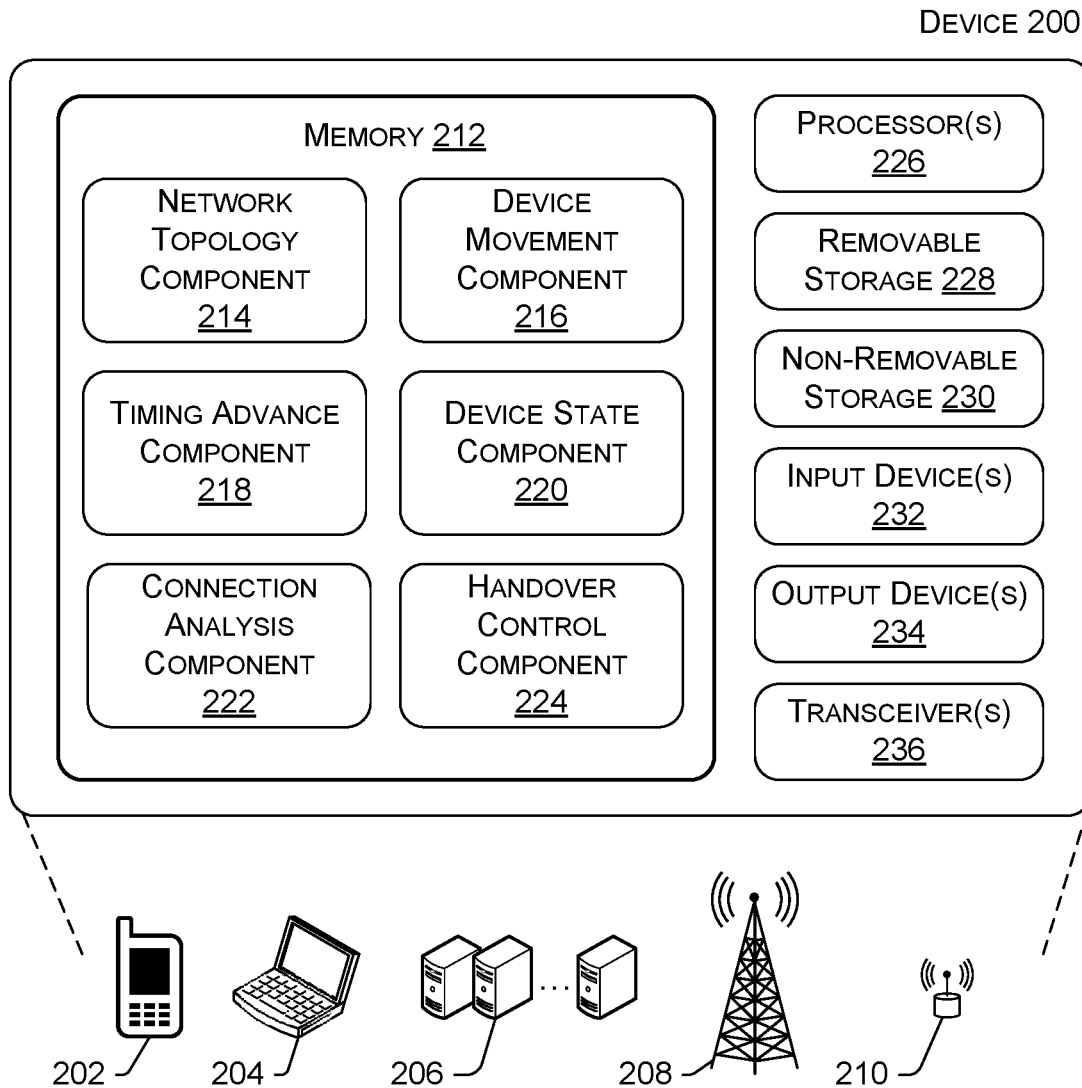 DEVICE 200
MEMORY 212
NETWORK
TOPOLOGY
COMPONENT
214
DEVICE
MOVEMENT
COMPONENT
216
TIMING ADVANCE
COMPONENT
218
DEVICE STATE
COMPONENT
220
CONNECTION
ANALYSIS
COMPONENT
222
HANDOVER
CONTROL
COMPONENT
224
PROCESSOR(S)
226
REMOVABLE
STORAGE 228
NON-REMOVABLE
STORAGE 230
INPUT DEVICE(S)
232
OUTPUT DEVICE(S)
234
TRANSCEIVER(S)
236
202
204
206
208
210